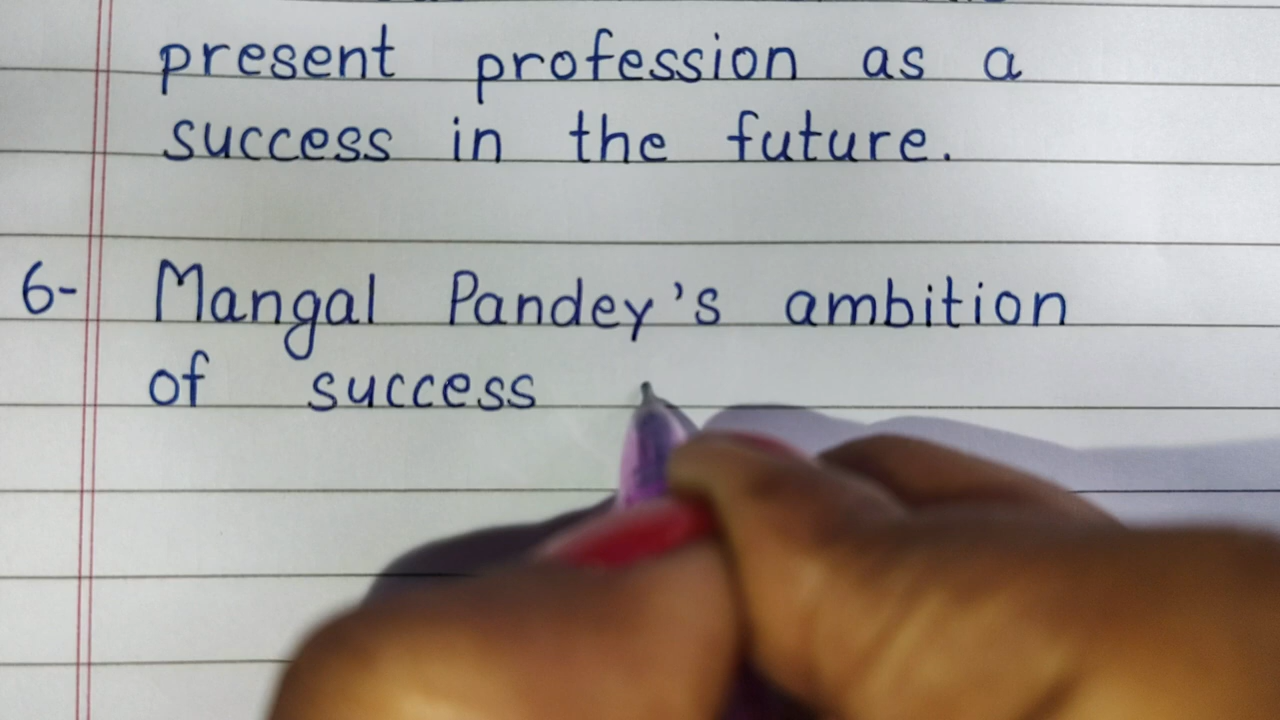 present profession as a
success in the future.
6- Mangal Pandey's ambition
of success